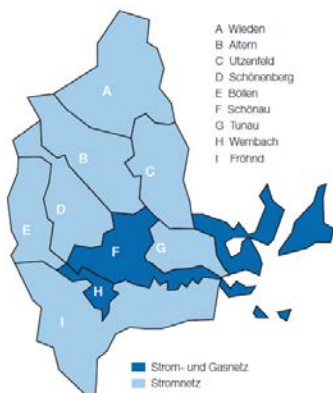 A Wieden
B Aitern
C Utzenfeld
D Schönenberg
E Böllen
F Schönau
G Tunau
H Wembach
I Fröhnd
A
B
C
D
E
F
G
H
I
Strom- und Gasnetz
Stromnetz